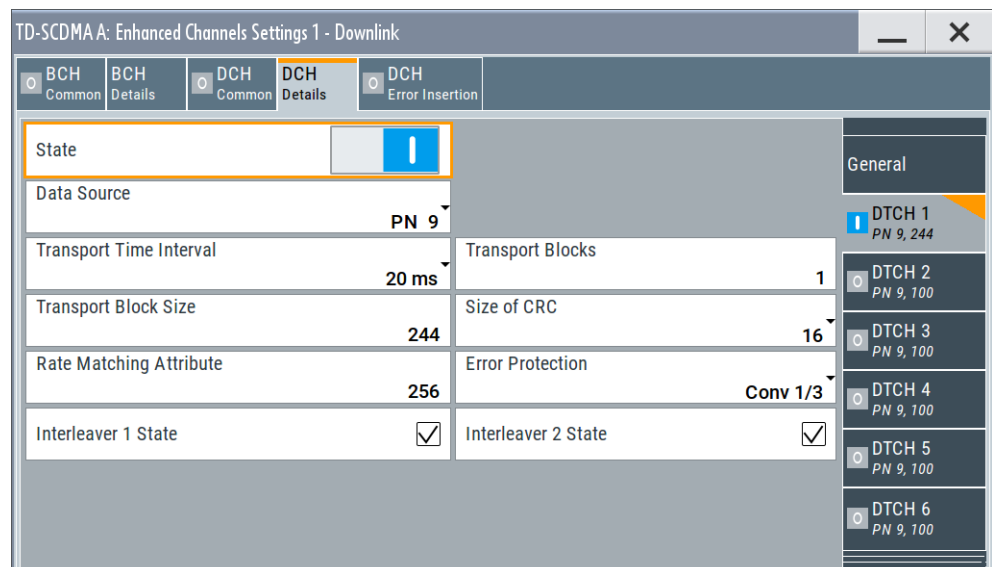 TD-SCDMA A: Enhanced Channels Settings 1 - Downlink
BCH Common
BCH Details
DCH Common
DCH Details
DCH Error Insertion
State
Data Source
PN 9
Transport Time Interval
20 ms
Transport Blocks
1
Transport Block Size
244
Size of CRC
16
Rate Matching Attribute
256
Error Protection
Conv 1/3
Interleaver 1 State
Interleaver 2 State
General
DTCH 1
PN 9, 244
DTCH 2
PN 9, 100
DTCH 3
PN 9, 100
DTCH 4
PN 9, 100
DTCH 5
PN 9, 100
DTCH 6
PN 9, 100